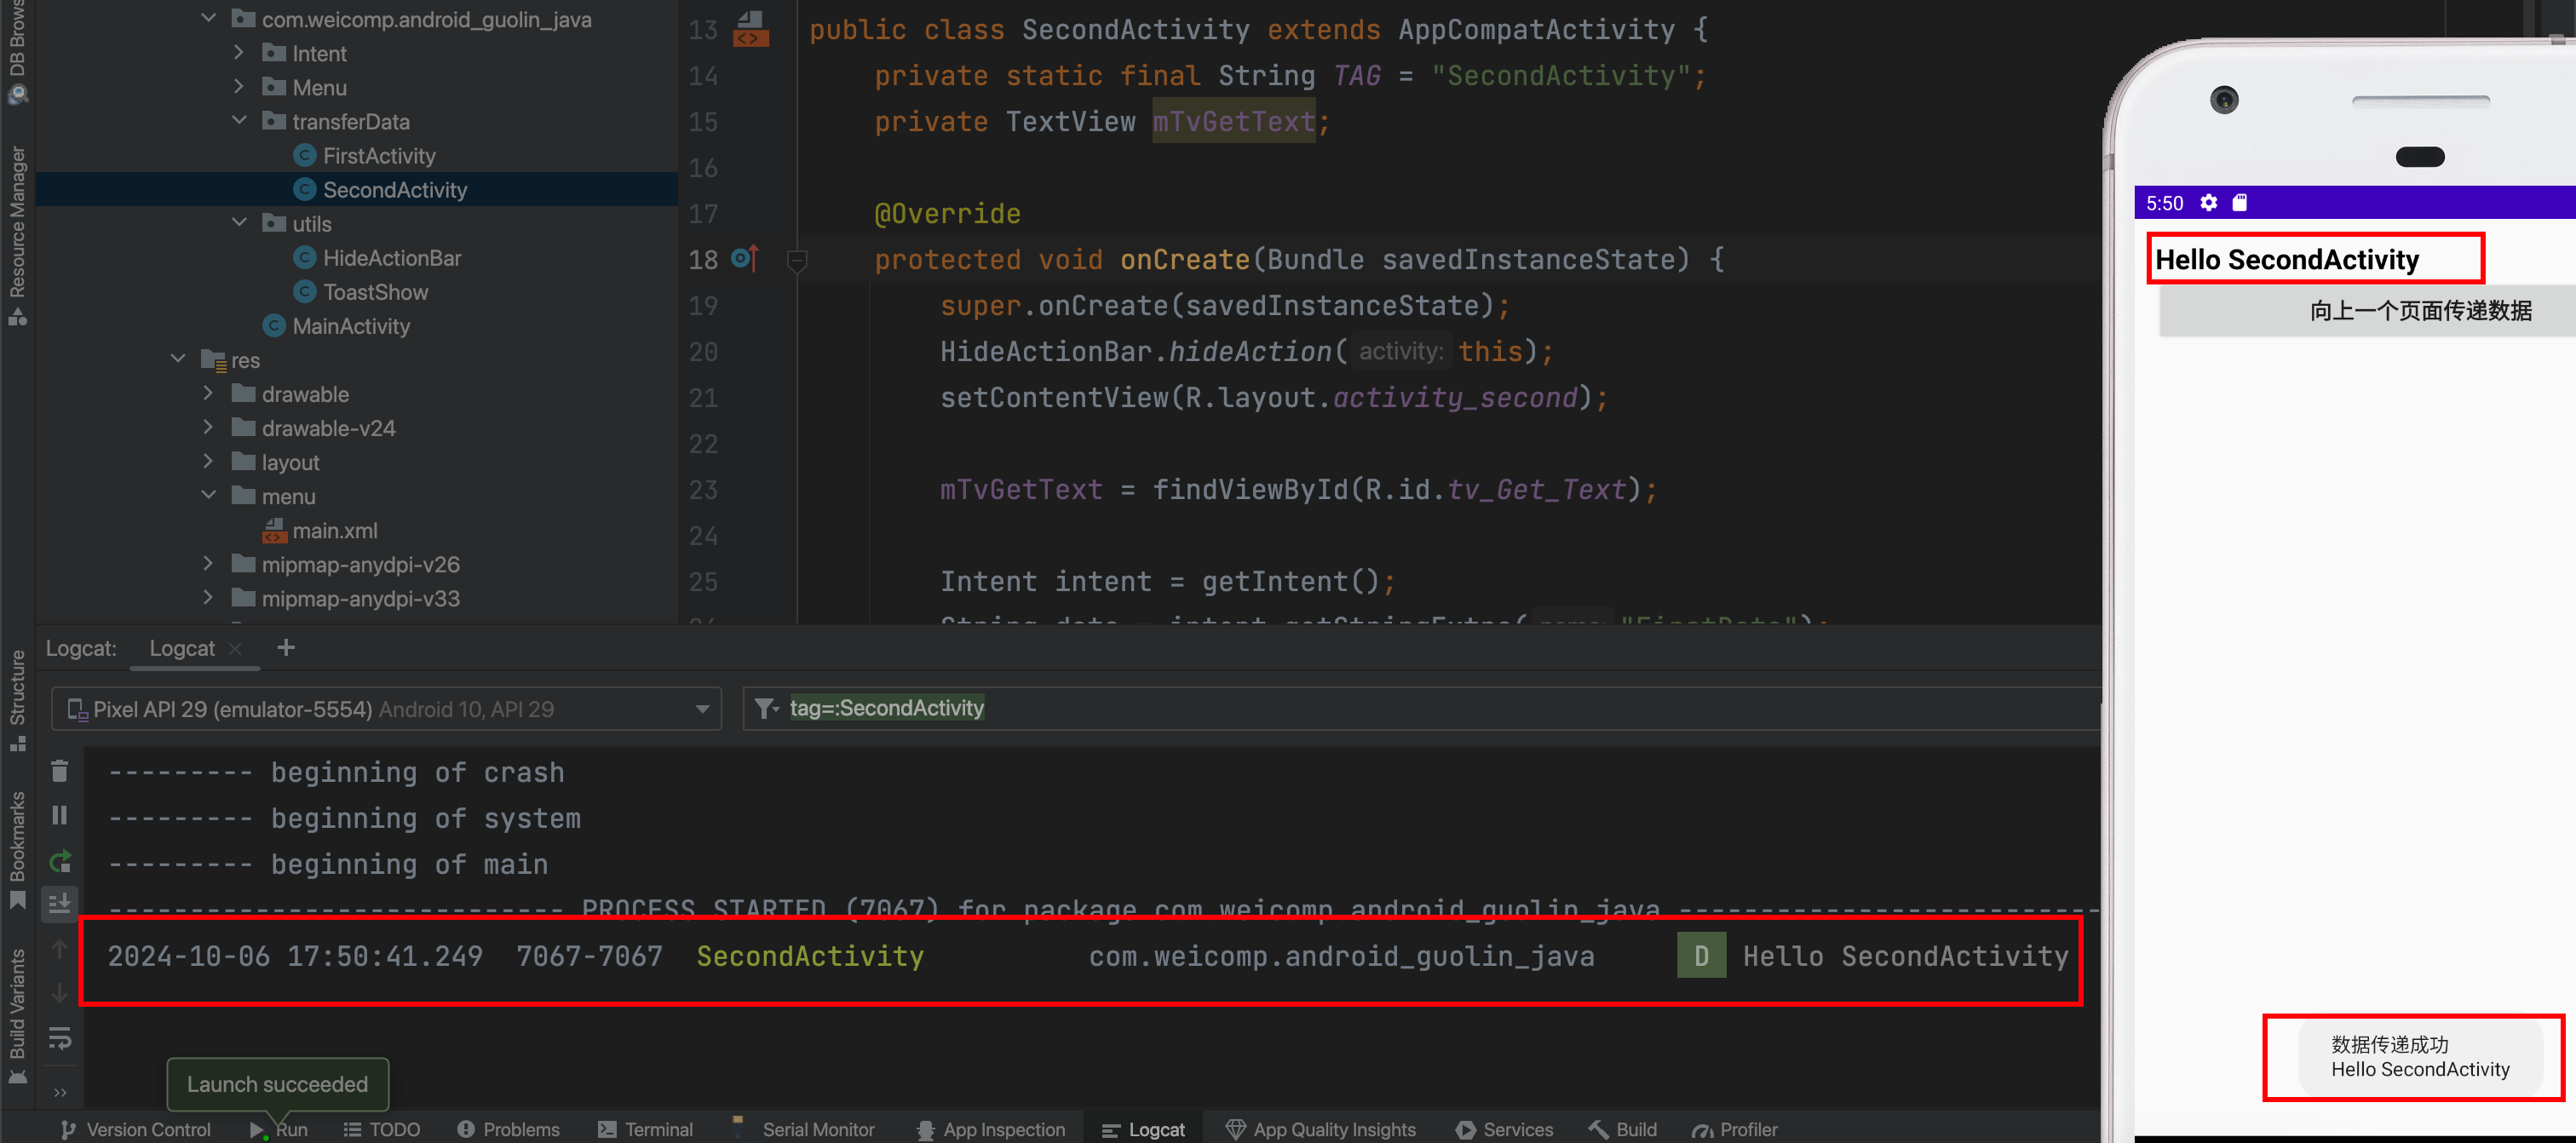 DB Brows
Resource Manager
Structure
Bookmarks
Build Variants
com.weicomp.android_guolin_java
Intent
Menu
transferData
FirstActivity
SecondActivity
utils
HideActionBar
ToastShow
MainActivity
res
drawable
drawable-v24
layout
menu
main.xml
mipmap-anydpi-v26
mipmap-anydpi-v33
13 public class SecondActivity extends AppCompatActivity {
14 private static final String TAG = "SecondActivity";
15 private TextView mTvGetText;
16
17 @Override
18 protected void onCreate(Bundle savedInstanceState) {
19 super.onCreate(savedInstanceState);
20 HideActionBar.hideAction( activity: this);
21 setContentView(R.layout.activity_second);
22
23 mTvGetText = findViewById(R.id.tv_Get_Text);
24
25 Intent intent = getIntent();
String data intent.getStringExtra( "FirstData");
Logcat: Logcat × +
Pixel API 29 (emulator-5554) Android 10, API 29
tag=:SecondActivity
--------- beginning of crash
--------- beginning of system
--------- beginning of main
---------------------------- PROCESS STARTED (7067) for package com.weicomp.android_guolin_java --------------------------
2024-10-06 17:50:41.249 7067-7067 SecondActivity com.weicomp.android_guolin_java D Hello SecondActivity
Launch succeeded
Version Control Run TODO Problems Terminal Serial Monitor App Inspection Logcat App Quality Insights Services Build Profiler
5:50
Hello SecondActivity
向上一个页面传递数据
数据传递成功
Hello SecondActivity